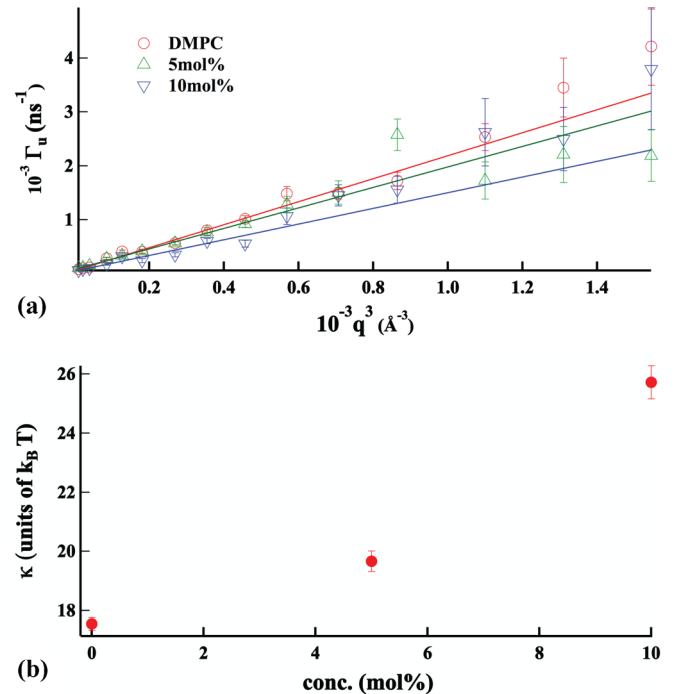 10⁻³ Γᵤ (ns⁻¹)
4
3
2
1
DMPC
5mol%
10mol%
0.2 0.4 0.6 0.8 1.0 1.2 1.4
(a)
10⁻³ q³ (Å⁻³)
κ (units of k_B T)
26
24
22
20
18
0 2 4 6 8 10
(b)
conc. (mol%)